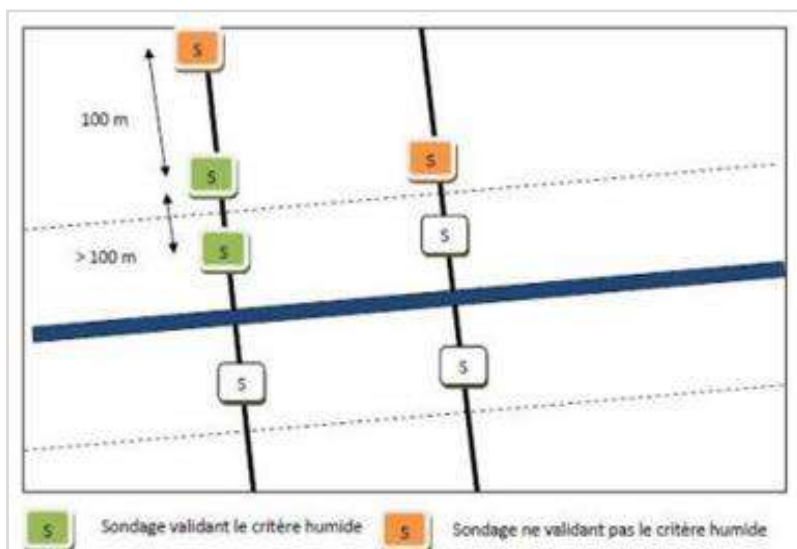 S
100 m
S
S
S
> 100 m
S
S
S
S
S Sondage validant le critère humide
S Sondage ne validant pas le critère humide